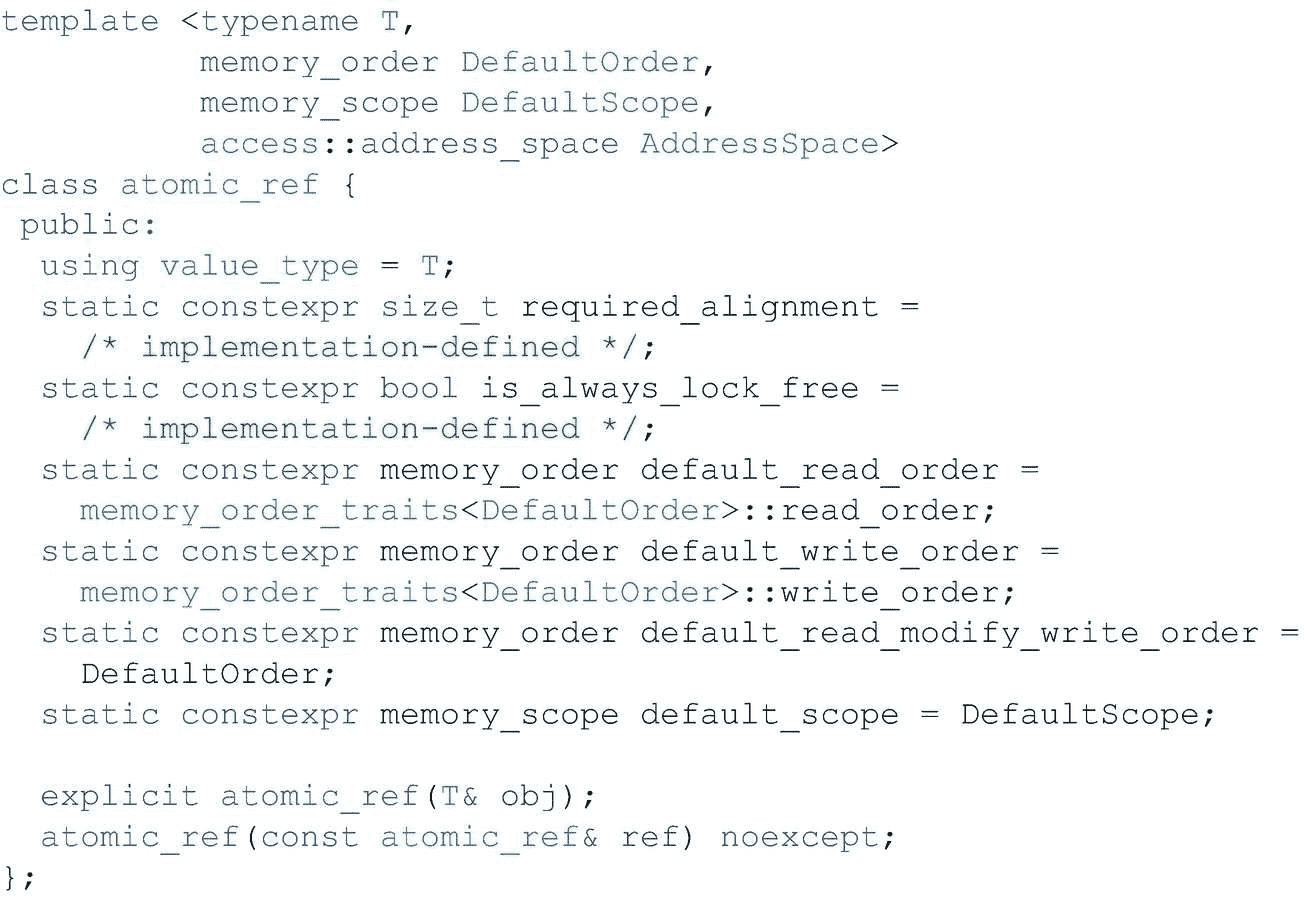 template <typename T,
          memory_order DefaultOrder,
          memory_scope DefaultScope,
          access::address_space AddressSpace>
class atomic_ref {
 public:
  using value_type = T;
  static constexpr size_t required_alignment =
    /* implementation-defined */;
  static constexpr bool is_always_lock_free =
    /* implementation-defined */;
  static constexpr memory_order default_read_order =
    memory_order_traits<DefaultOrder>::read_order;
  static constexpr memory_order default_write_order =
    memory_order_traits<DefaultOrder>::write_order;
  static constexpr memory_order default_read_modify_write_order =
    DefaultOrder;
  static constexpr memory_scope default_scope = DefaultScope;

  explicit atomic_ref(T& obj);
  atomic_ref(const atomic_ref& ref) noexcept;
};